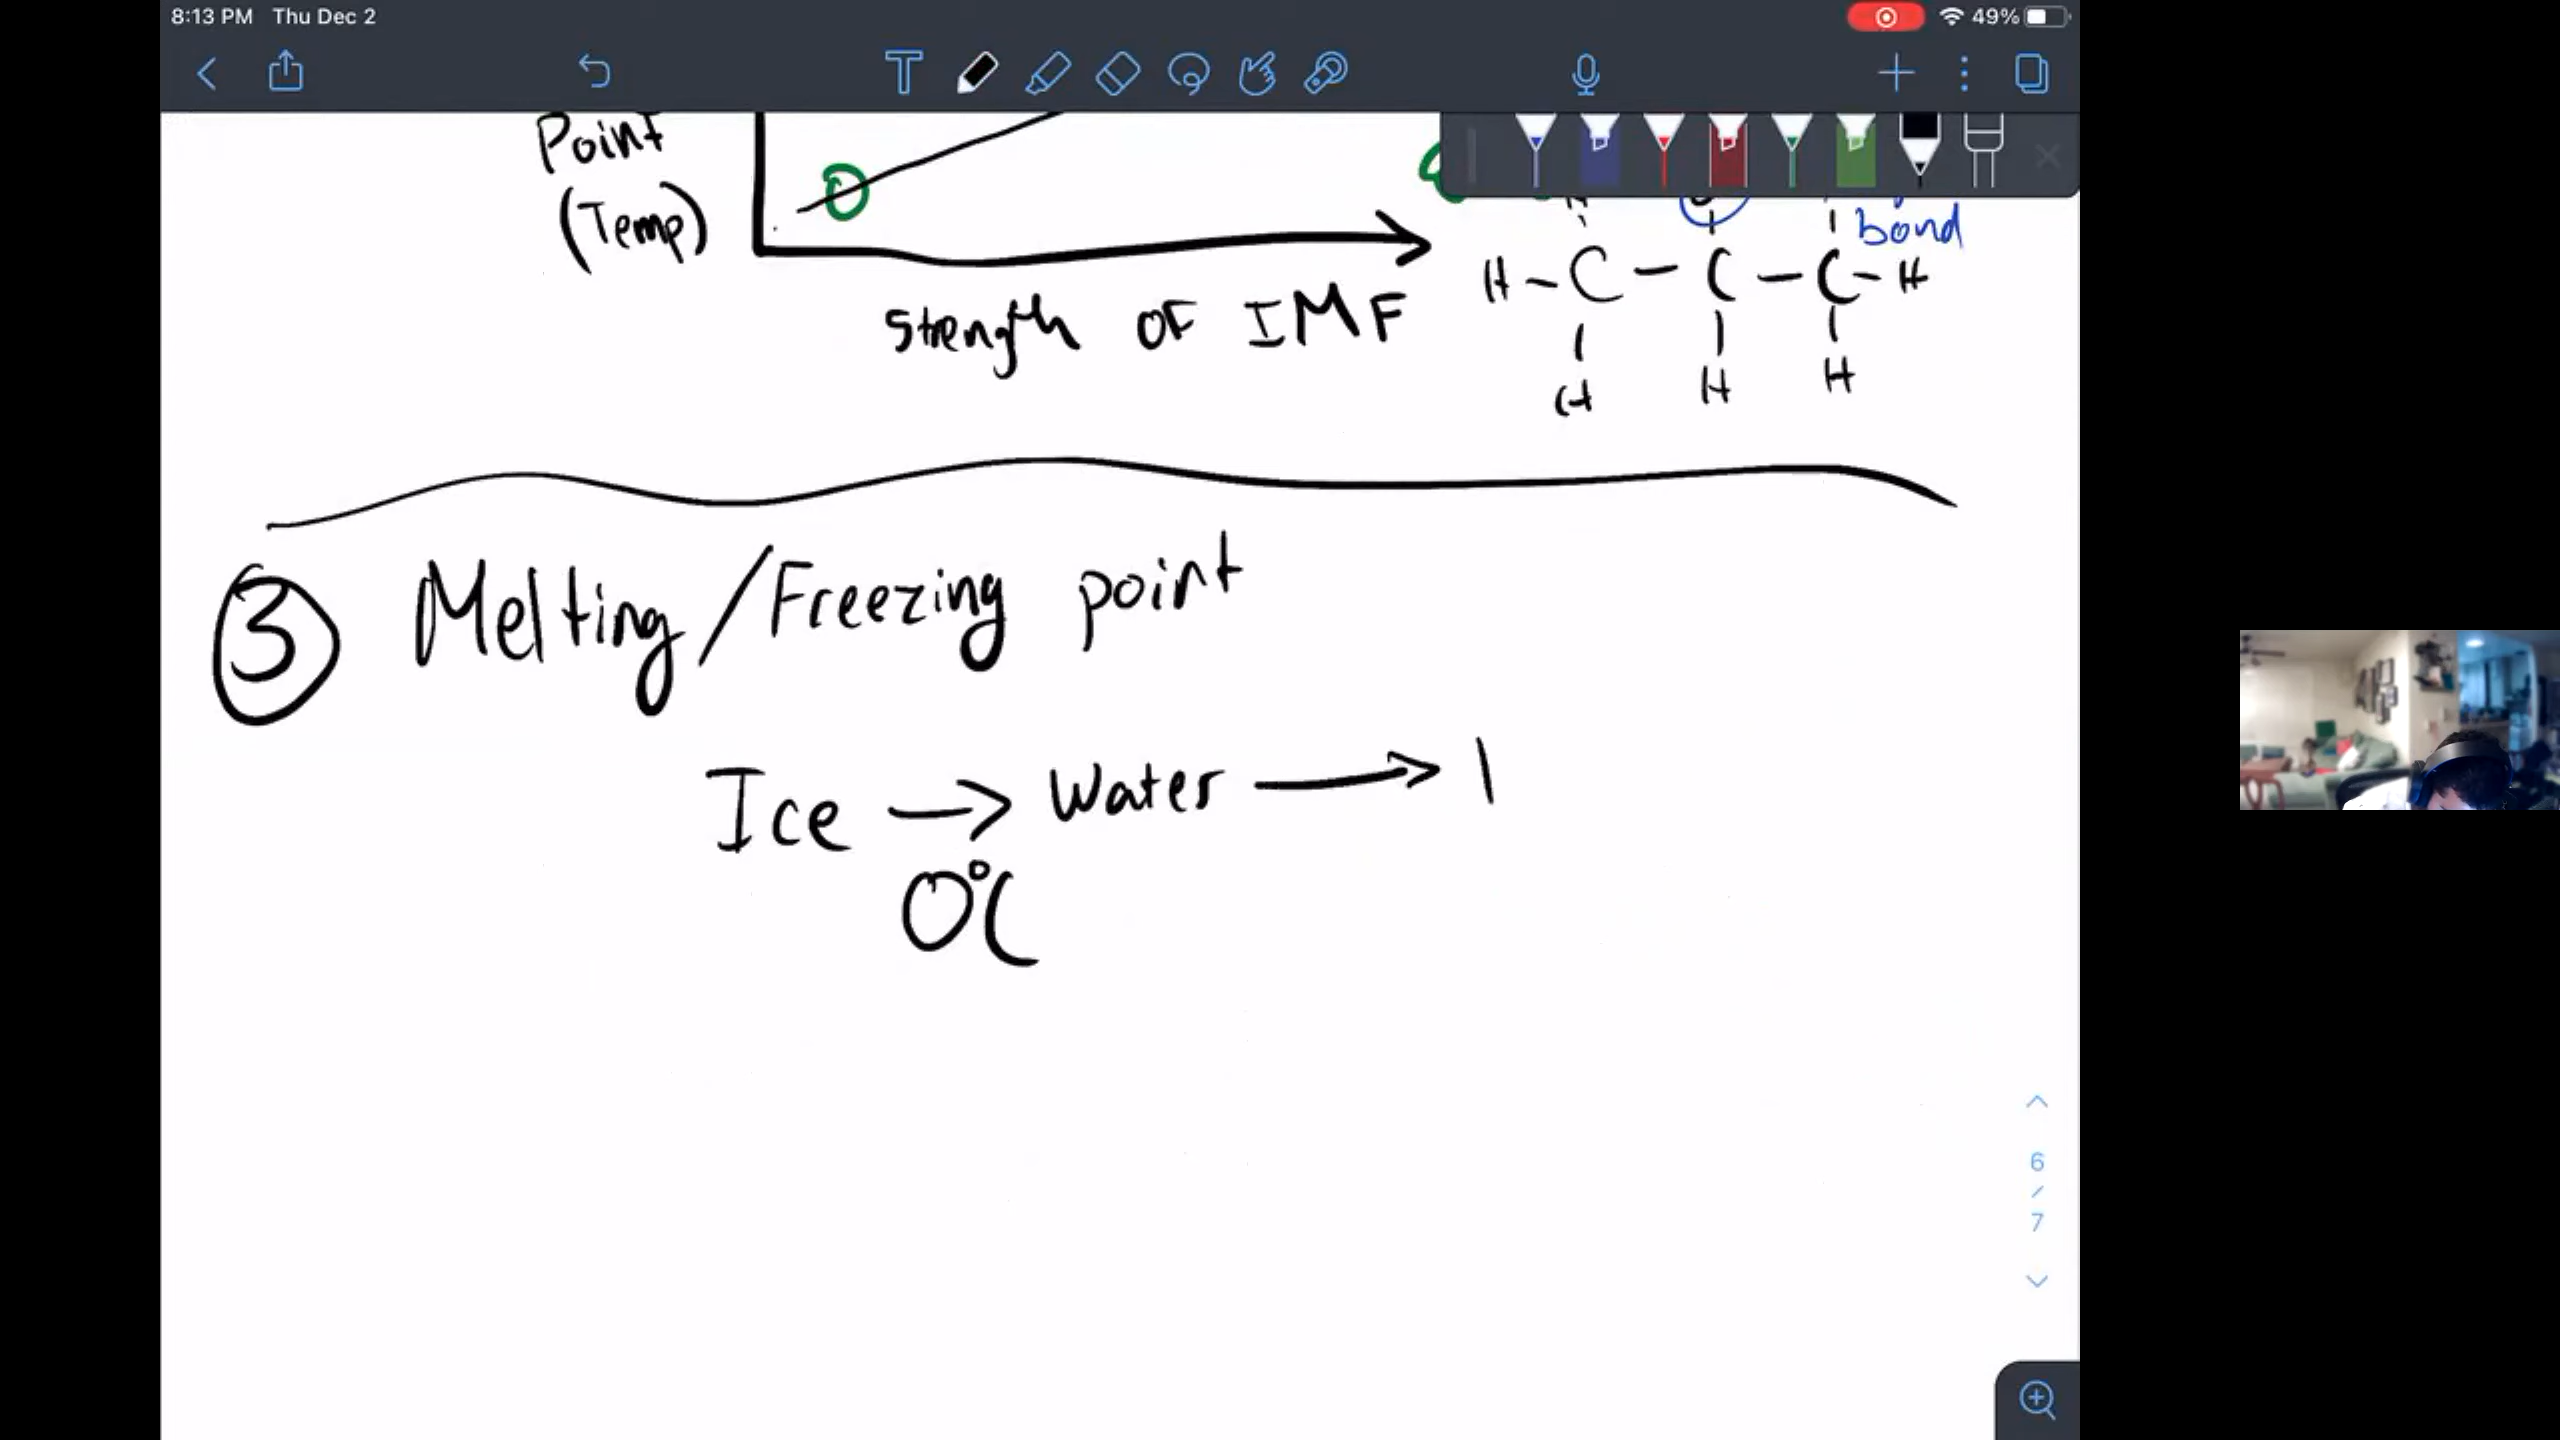 8:13 PM Thu Dec 2
49%
Point
(Temp)
bond
H - C - C - C - H
H H H
Strength OF IMF
3 Melting/Freezing point
Ice → Water → I
0°C
6
/
7